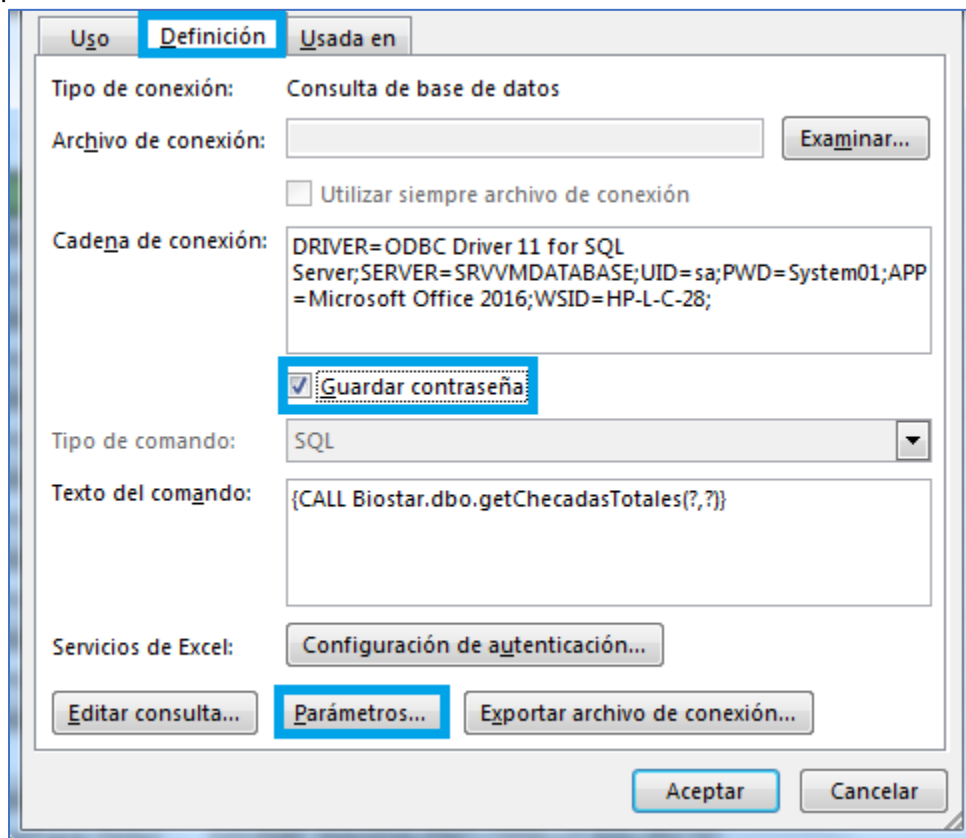 Uso Definición Usada en
Tipo de conexión: Consulta de base de datos
Archivo de conexión: Examinar...
Utilizar siempre archivo de conexión
Cadena de conexión: DRIVER=ODBC Driver 11 for SQL
Server;SERVER=SRVVMDATABASE;UID=sa;PWD=System01;APP
=Microsoft Office 2016;WSID=HP-L-C-28;
Guardar contraseña
Tipo de comando: SQL
Texto del comando: {CALL Biostar.dbo.getChecadasTotales(?,?)}
Servicios de Excel: Configuración de autenticación...
Editar consulta... Parámetros... Exportar archivo de conexión...
Aceptar Cancelar